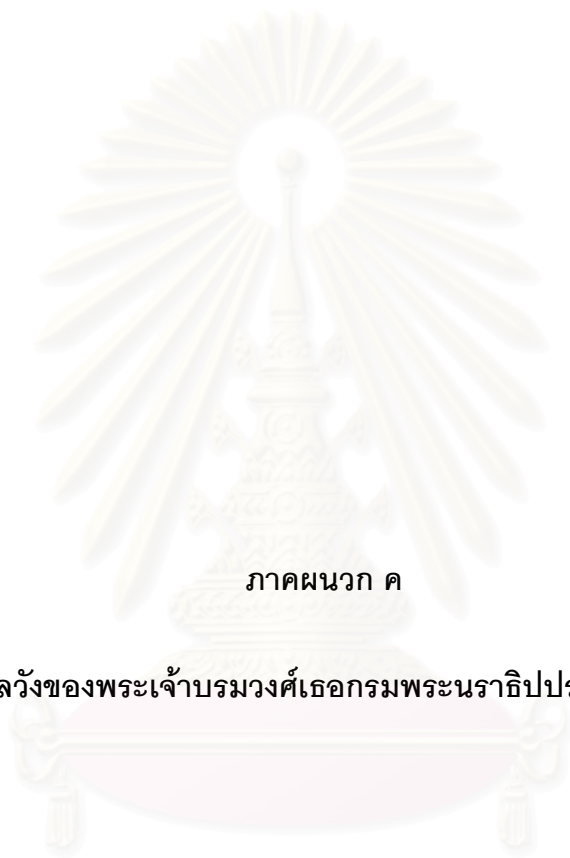 ภาคผนวก ค
ลวังของพระเจ้าบรมวงศ์เธอกรมพระนราธิปปร